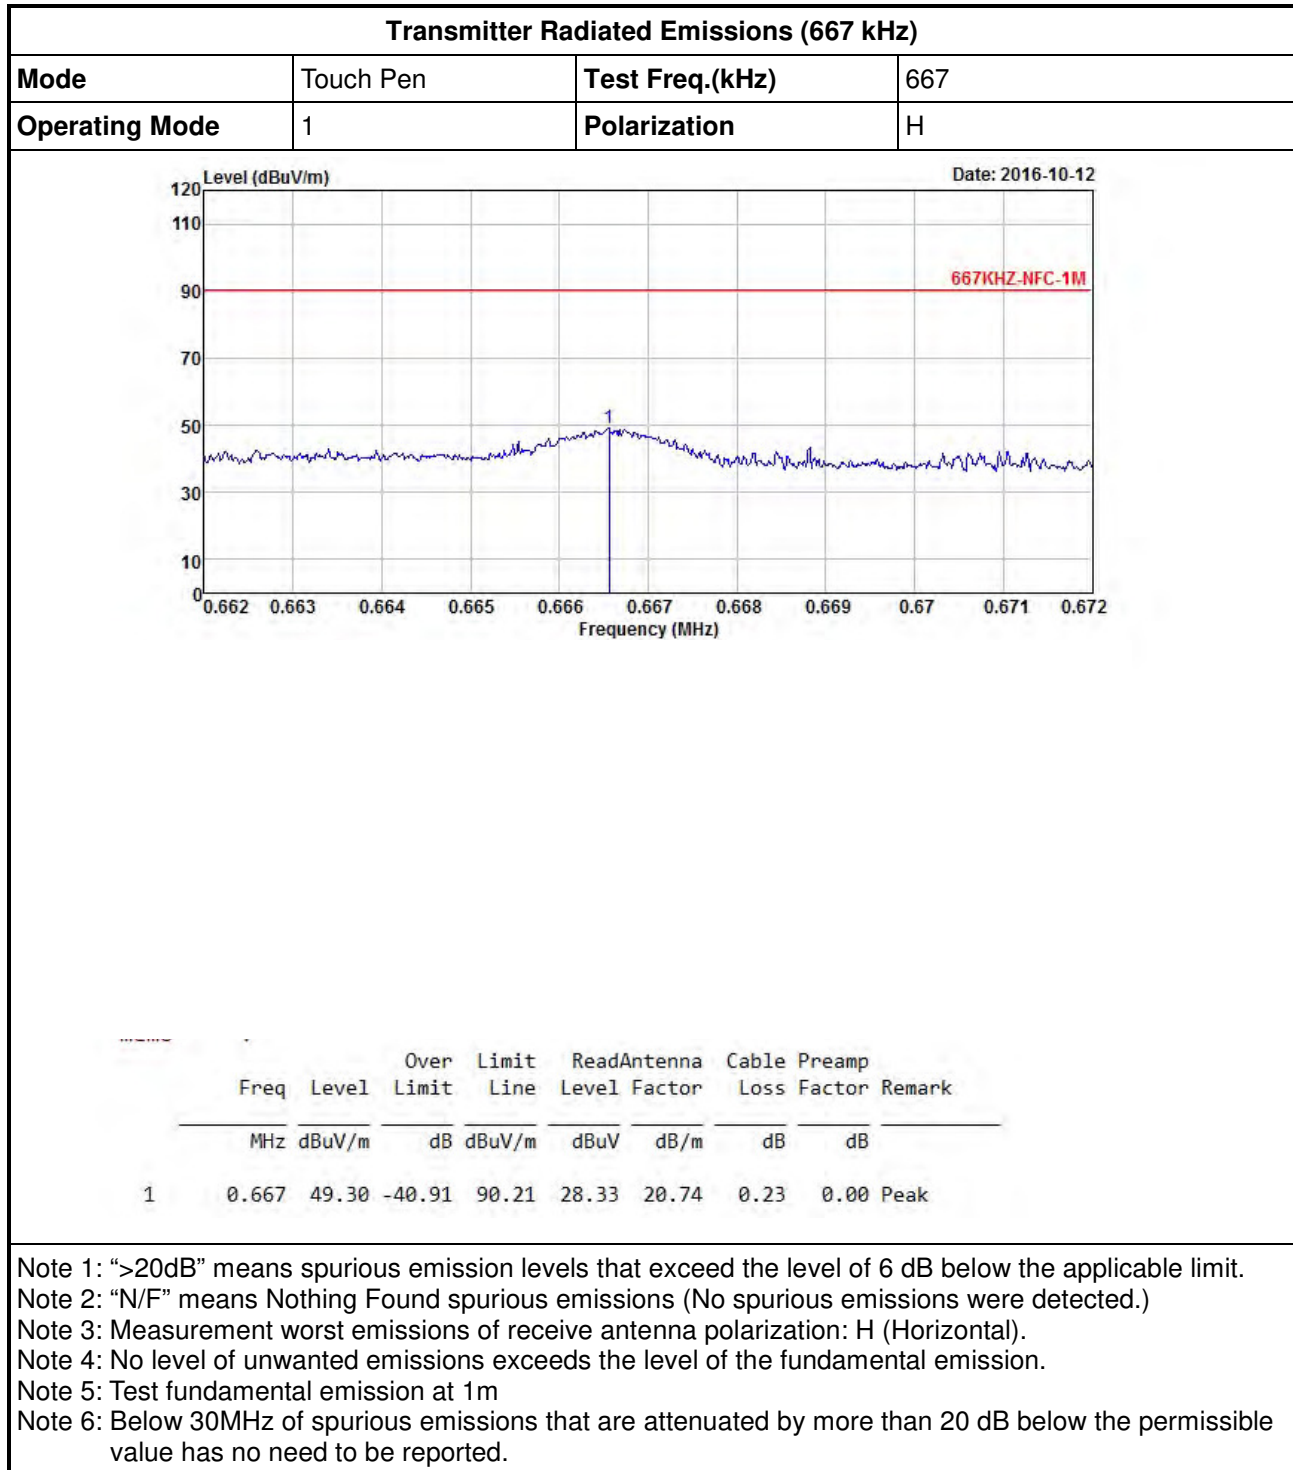 Transmitter Radiated Emissions (667 kHz)
Mode Touch Pen Test Freq.(kHz) 667
Operating Mode 1 Polarization H
Level (dBuV/m) Date: 2016-10-12
120
110
667KHZ-NFC-1M
90
70
1
50
30
10
0
0.662 0.663 0.664 0.665 0.666 0.667 0.668 0.669 0.67 0.671 0.672
Frequency (MHz)
Over Limit ReadAntenna Cable Preamp
Freq Level Limit Line Level Factor Loss Factor Remark
MHz dBuV/m dB dBuV/m dBuV dB/m dB dB
1 0.667 49.30 -40.91 90.21 28.33 20.74 0.23 0.00 Peak
Note 1: “>20dB” means spurious emission levels that exceed the level of 6 dB below the applicable limit.
Note 2: “N/F” means Nothing Found spurious emissions (No spurious emissions were detected.)
Note 3: Measurement worst emissions of receive antenna polarization: H (Horizontal).
Note 4: No level of unwanted emissions exceeds the level of the fundamental emission.
Note 5: Test fundamental emission at 1m
Note 6: Below 30MHz of spurious emissions that are attenuated by more than 20 dB below the permissible
value has no need to be reported.